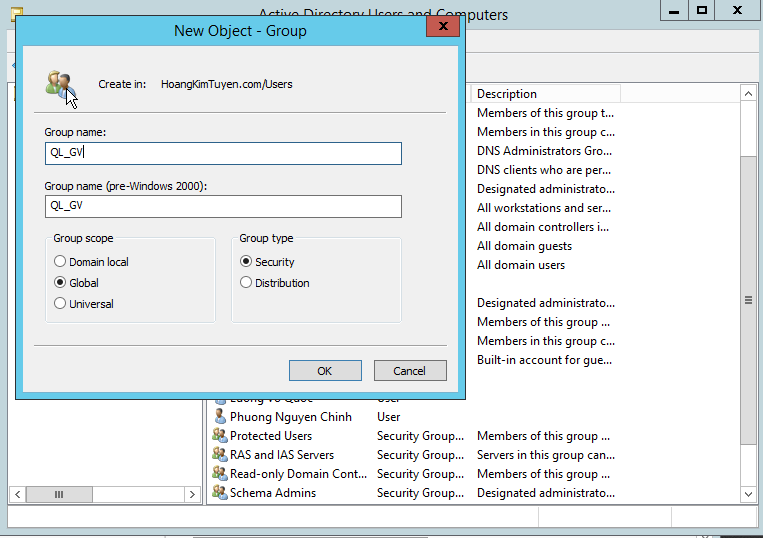 Active Directory Users and Computers
New Object - Group
Create in: HoangKimTuyen.com/Users
Group name:
QL_GV
Group name (pre-Windows 2000):
QL_GV
Group scope
Domain local
Global
Universal
Group type
Security
Distribution
OK
Cancel
Description
Members of this group t...
Members in this group c...
DNS Administrators Gro...
DNS clients who are per...
Designated administrato...
All workstations and ser...
All domain controllers i...
All domain guests
All domain users
Designated administrato...
Members of this group ...
Members in this group c...
Built-in account for gue...
Luong Vo Quoc User
Phuong Nguyen Chinh User
Protected Users Security Group... Members of this group ...
RAS and IAS Servers Security Group... Servers in this group can...
Read-only Domain Cont... Security Group... Members of this group ...
Schema Admins Security Group... Designated administrato...